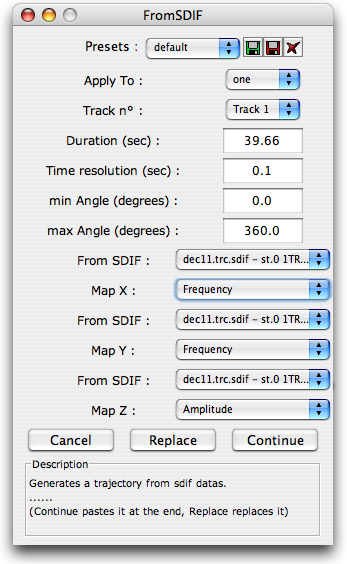 FromSDIF
Presets : default
Apply To : one
Track n° : Track 1
Duration (sec) : 39.66
Time resolution (sec) : 0.1
min Angle (degrees) : 0.0
max Angle (degrees) : 360.0
From SDIF : dec11.trc.sdif – st.0 1TR...
Map X : Frequency
From SDIF : dec11.trc.sdif – st.0 1TR...
Map Y : Frequency
From SDIF : dec11.trc.sdif – st.0 1TR...
Map Z : Amplitude
Cancel Replace Continue
Description
Generates a trajectory from sdif datas.
......
(Continue pastes it at the end, Replace replaces it)